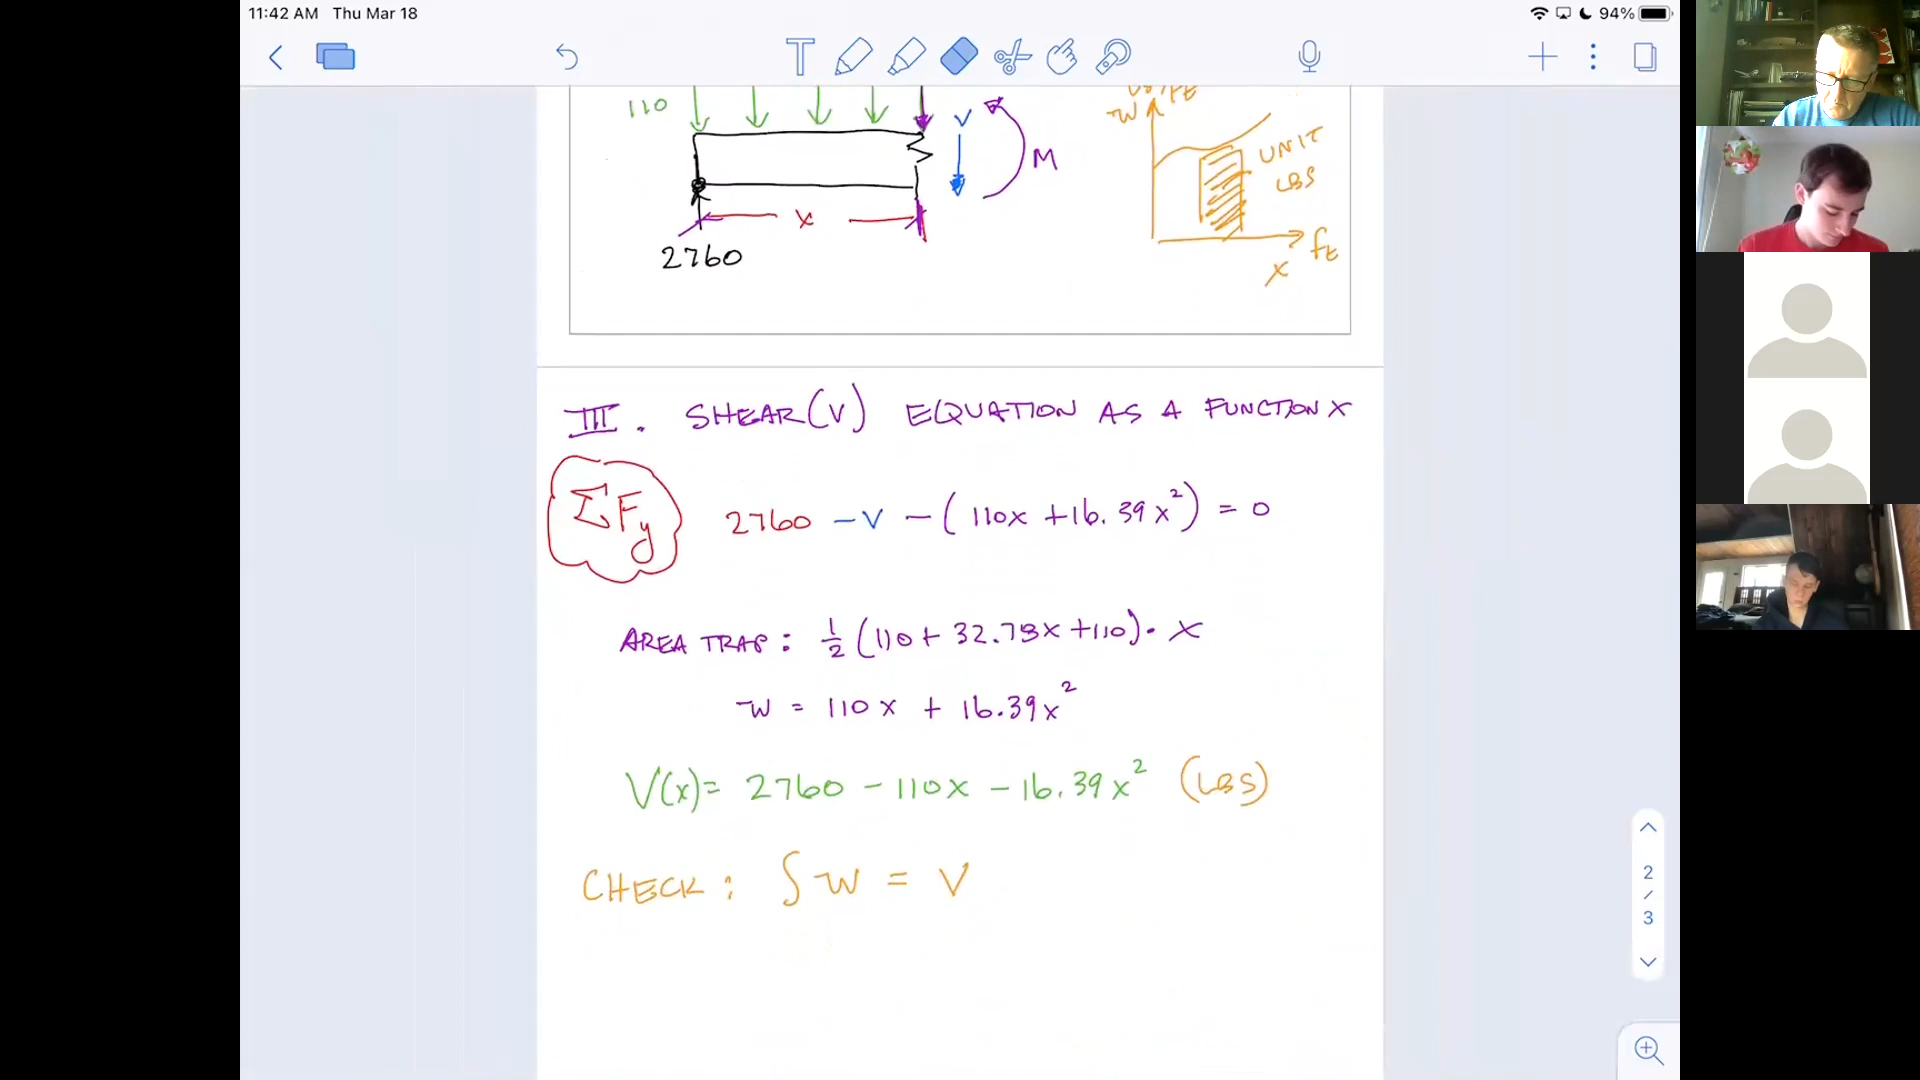 11:42 AM Thu Mar 18
94%
T
110
V
M
X
2760
W
UNIT
LBS
ft
X
III. SHEAR(V) EQUATION AS A FUNCTION X
ΣFy 2760 - V - (110x + 16.39x²) = 0
AREA TRAP: ½ (110 + 32.78x + 110) • X
W = 110x + 16.39x²
V(x) = 2760 - 110x - 16.39x² (LBS)
CHECK: ∫W = V
2
/
3